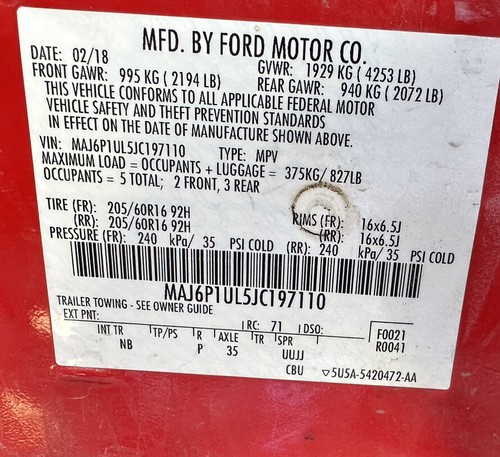 MFD. BY FORD MOTOR CO.
DATE: 02/18 GVWR: 1929 KG ( 4253 LB)
FRONT GAWR: 995 KG ( 2194 LB) REAR GAWR: 940 KG ( 2072 LB)
THIS VEHICLE CONFORMS TO ALL APPLICABLE FEDERAL MOTOR
VEHICLE SAFETY AND THEFT PREVENTION STANDARDS
IN EFFECT ON THE DATE OF MANUFACTURE SHOWN ABOVE.
VIN: MAJ6P1UL5JC197110 TYPE: MPV
MAXIMUM LOAD = OCCUPANTS + LUGGAGE = 375KG/ 827LB
OCCUPANTS = 5 TOTAL; 2 FRONT, 3 REAR
TIRE (FR): 205/60R16 92H RIMS (FR): 16x6.5J
(RR): 205/60R16 92H (RR): 16x6.5J
PRESSURE (FR): 240 kPa/ 35 PSI COLD (RR): 240 kPa/ 35 PSI COLD
MAJ6P1UL5JC197110
TRAILER TOWING - SEE OWNER GUIDE
EXT PNT: RC: 71 DSO: F0021
INT TR TP/PS R AXLE TR SPR R0041
NB P 35 UUJJ
CBU ▽5U5A-5420472-AA